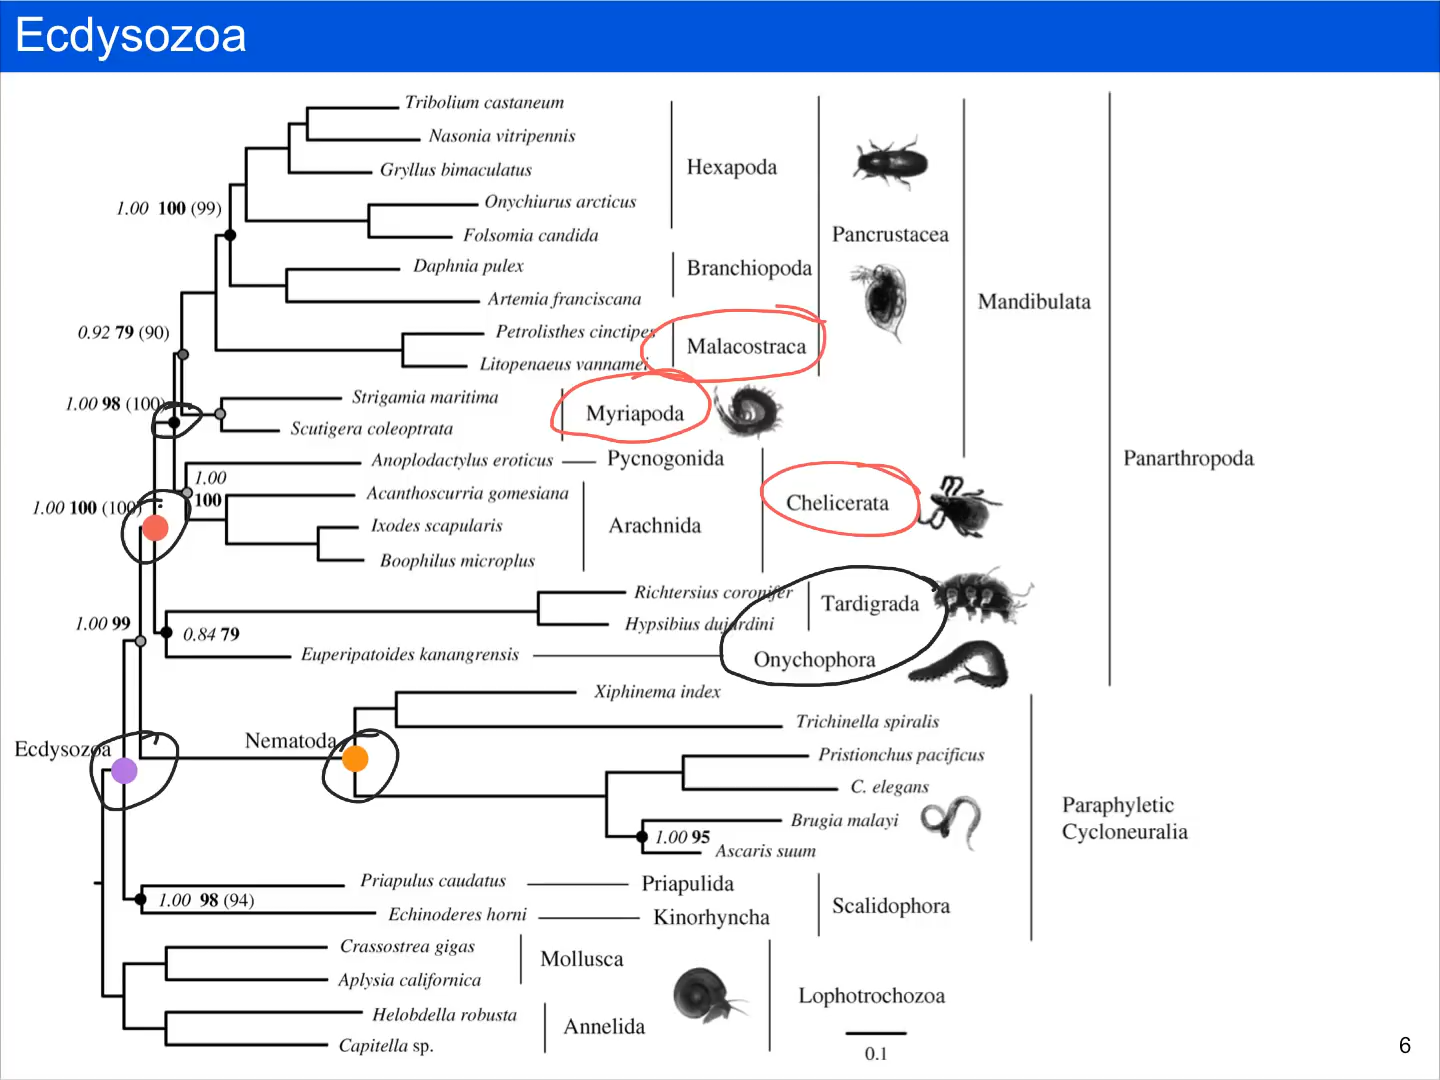 Ecdysozoa
Tribolium castaneum
Nasonia vitripennis
Gryllus bimaculatus
Hexapoda
Onychiurus arcticus
1.00 100 (99)
Folsomia candida
Pancrustacea
Daphnia pulex
Branchiopoda
Artemia franciscana
Mandibulata
Petrolisthes cinctipes
0.92 79 (90)
Malacostraca
Litopenaeus vannamei
Strigamia maritima
1.00 98 (100)
Myriapoda
Scutigera coleoptrata
Anoplodactylus eroticus
Pycnogonida
Panarthropoda
1.00
100
Acanthoscurria gomesiana
Chelicerata
1.00 100 (100)
Ixodes scapularis
Arachnida
Boophilus microplus
Richtersius coronifer
Tardigrada
1.00 99
Hypsibius dujardini
0.84 79
Euperipatoides kanangrensis
Onychophora
Xiphinema index
Trichinella spiralis
Ecdysozoa
Nematoda
Pristionchus pacificus
C. elegans
Paraphyletic
Cycloneuralia
Brugia malayi
1.00 95
Ascaris suum
Priapulus caudatus
Priapulida
1.00 98 (94)
Scalidophora
Echinoderes horni
Kinorhyncha
Crassostrea gigas
Mollusca
Aplysia californica
Lophotrochozoa
Helobdella robusta
Annelida
Capitella sp.
0.1
6